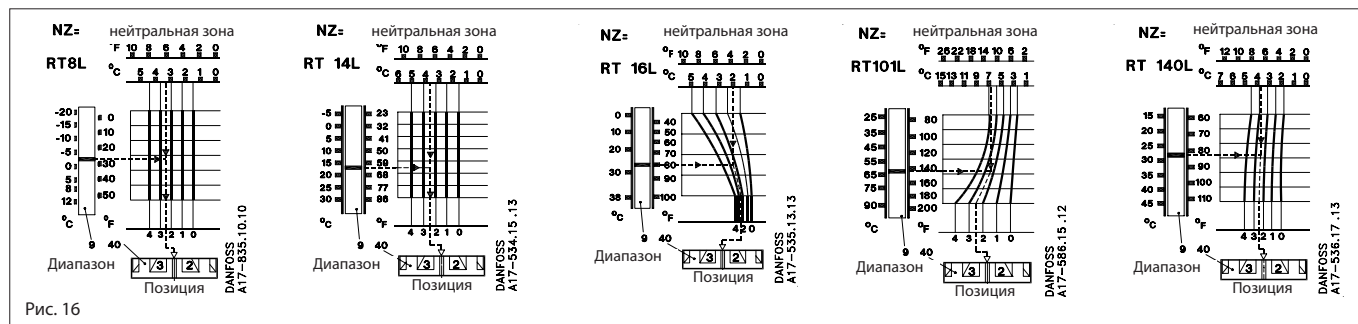 NZ= нейтральная зона
RT8L
°F 10 8 6 4 2 0
°C 5 4 3 2 1 0
-20 -15 -10 -5 0 5 8 12
0 10 20 30 40 50
°C °F 4 3 2 1 0
9 40
Диапазон
3 2
Позиция
DANFOSS
A17-835.10.10
NZ= нейтральная зона
RT 14L
°F 10 8 6 4 2 0
°C 6 5 4 3 2 1 0
-5 0 5 10 15 20 25 30
23 32 41 50 59 68 77 86
°C °F 4 3 2 1 0
9 40
Диапазон
3 2
Позиция
DANFOSS
A17-534.15.13
NZ= нейтральная зона
RT 16L
°F 10 8 6 4 2 0
°C 5 4 3 2 1 0
0 10 20 30 38
40 50 60 70 80 90 100
°C °F 4 2 0
9 40
Диапазон
3 2
Позиция
DANFOSS
A17-535.13.13
NZ= нейтральная зона
RT101L
°F 26 22 18 14 10 6 2
°C 15 13 11 9 7 5 3 1
25 35 45 55 65 75 90
80 100 120 140 160 180 200
°C °F 4 3 2 1 0
9 40
Диапазон
3 2
Позиция
DANFOSS
A17-586.15.12
NZ= нейтральная зона
RT 140L
°F 12 10 8 6 4 2 0
°C 7 6 5 4 3 2 1 0
15 20 25 30 35 40 45
60 70 80 90 100 110
°C °F 4 3 2 1 0
9 40
Диапазон
3 2
Позиция
DANFOSS
A17-536.17.13
Рис. 16